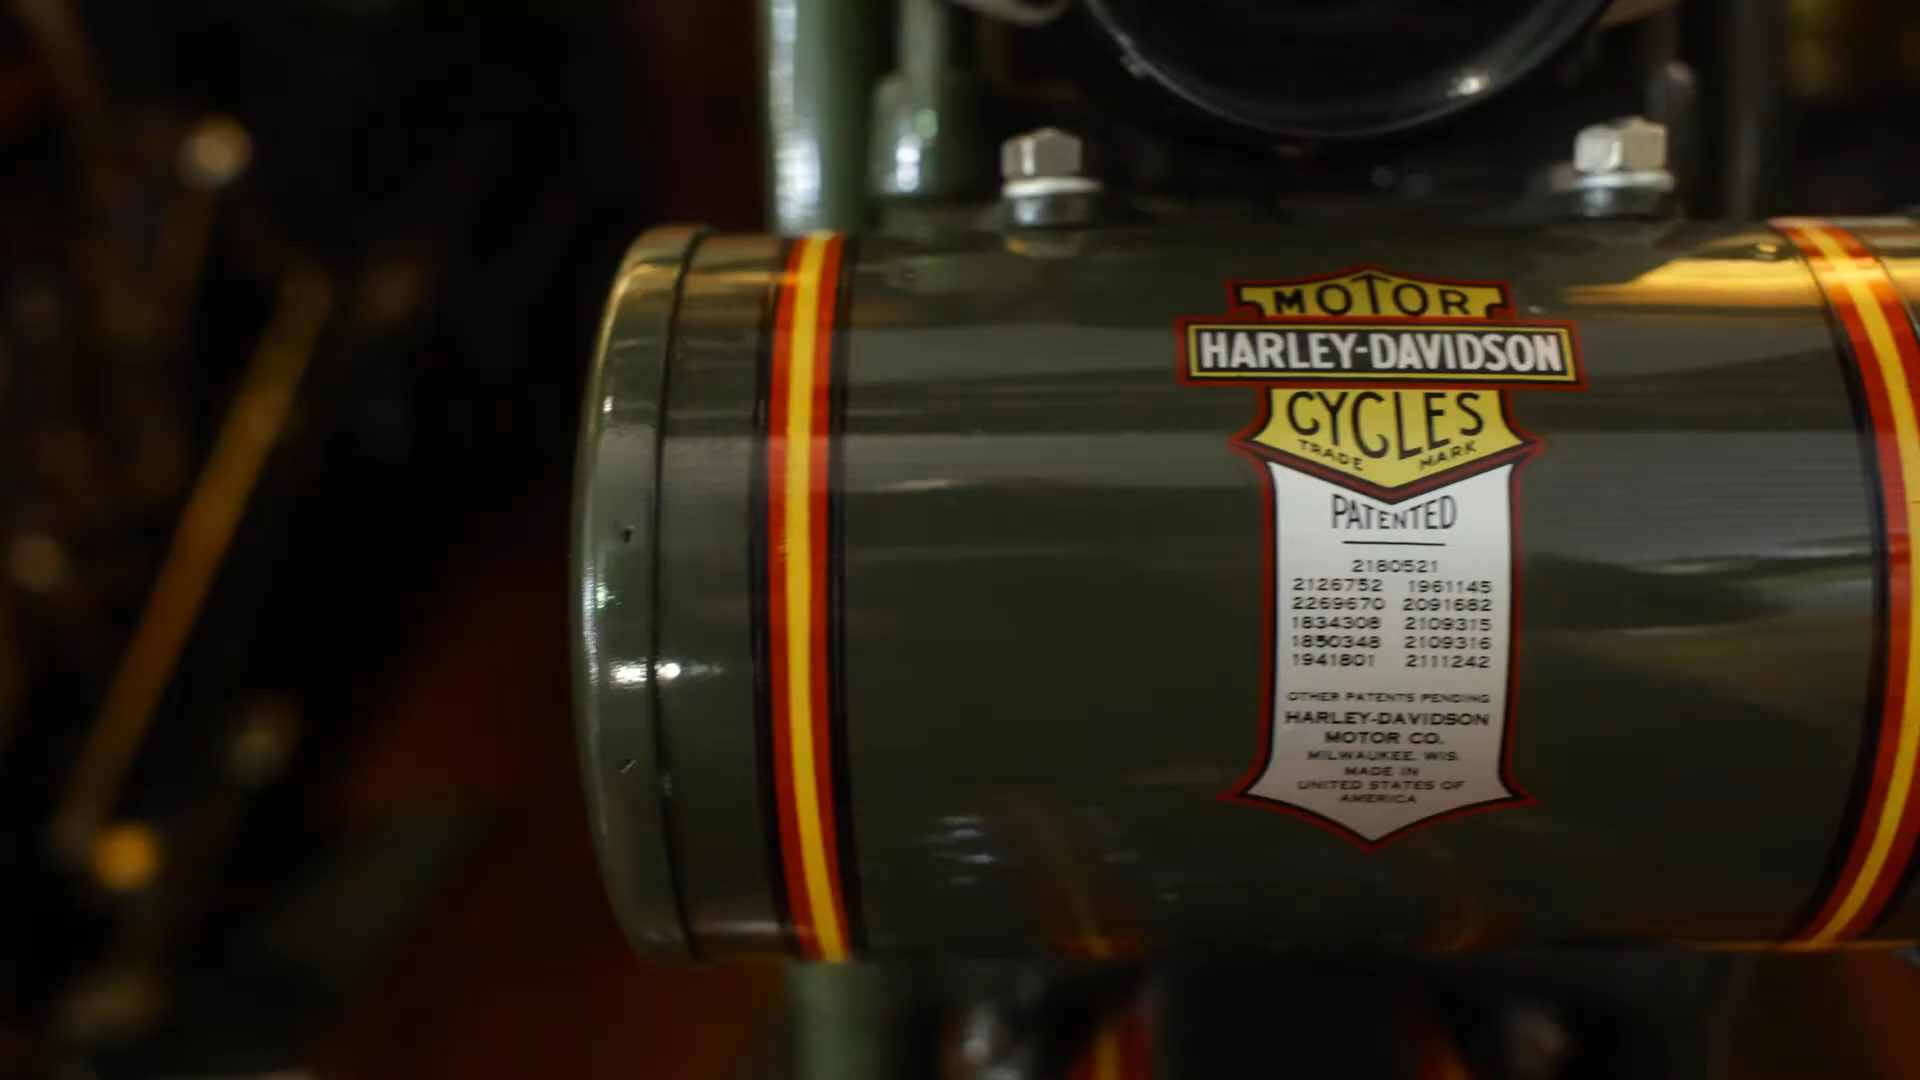 MOTOR
HARLEY-DAVIDSON
CYCLES
TRADE MARK
PATENTED
2180521
2126752 1961145
2269670 2091682
1834308 2109315
1850348 2109316
1941801 2111242
OTHER PATENTS PENDING
HARLEY-DAVIDSON
MOTOR CO.
MILWAUKEE, WIS.
MADE IN
UNITED STATES OF
AMERICA